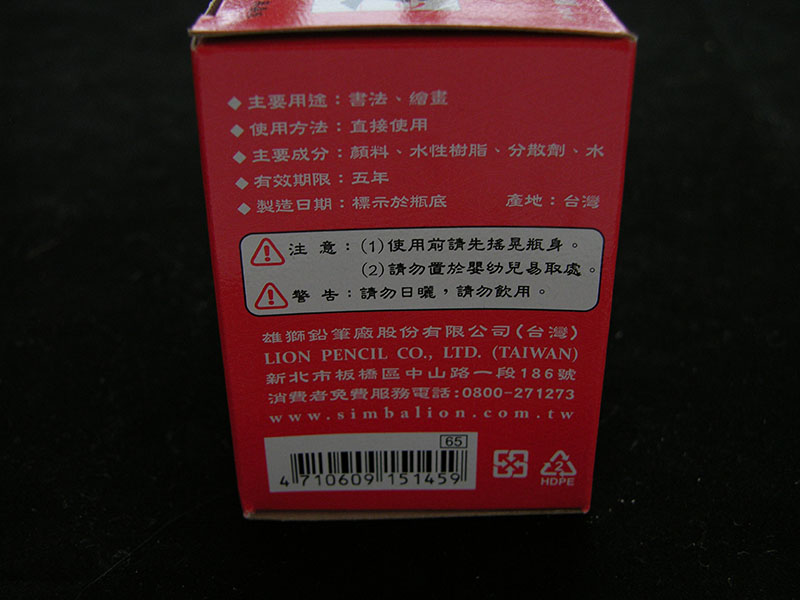 ◆主要用途：書法、繪畫
◆使用方法：直接使用
◆主要成分：顏料、水性樹脂、分散劑、水
◆有效期限：五年
◆製造日期：標示於瓶底　產地：台灣
注 意：(1)使用前請先搖晃瓶身。
(2)請勿置於嬰幼兒易取處。
警 告：請勿日曬，請勿飲用。
雄獅鉛筆廠股份有限公司(台灣)
LION PENCIL CO., LTD. (TAIWAN)
新北市板橋區中山路一段186號
消費者免費服務電話:0800-271273
www.simbalion.com.tw
65
4 710609 151459
2
HDPE